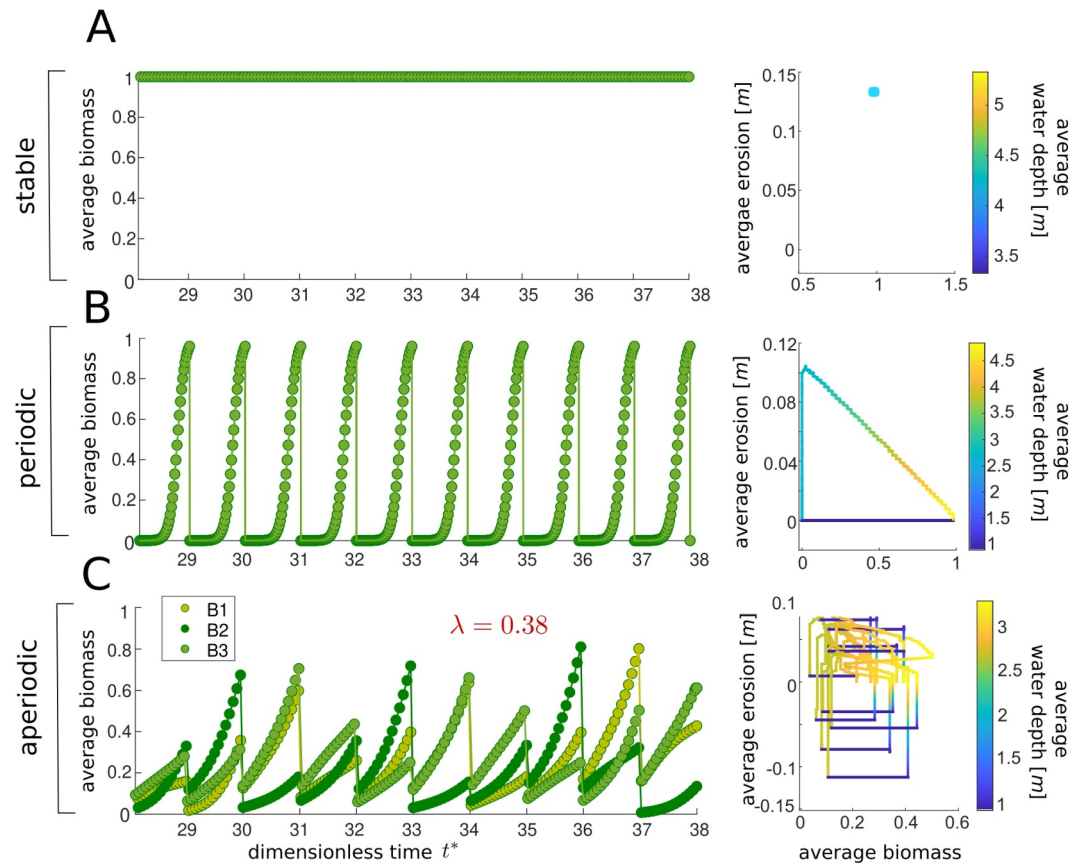 A
stable
average biomass
1
0.8
0.6
0.4
0.2
0
29 30 31 32 33 34 35 36 37 38
avergae erosion [m]
0.15
0.1
0.05
0
0.5 1 1.5
5
4.5
4
3.5
average
water depth [m]
B
periodic
average biomass
1
0.8
0.6
0.4
0.2
0
29 30 31 32 33 34 35 36 37 38
average erosion [m]
0.12
0.08
0.04
0
0 0.5 1
4.5
4
3.5
3
2.5
2
1.5
1
average
water depth [m]
C
aperiodic
average biomass
1
0.8
0.6
0.4
0.2
0
B1
B2
B3
λ = 0.38
29 30 31 32 33 34 35 36 37 38
dimensionless time t*
average erosion [m]
0.1
0.1
0
-0.1
-0.15
0 0.2 0.4 0.6
average biomass
3
2.5
2
1.5
1
average
water depth [m]